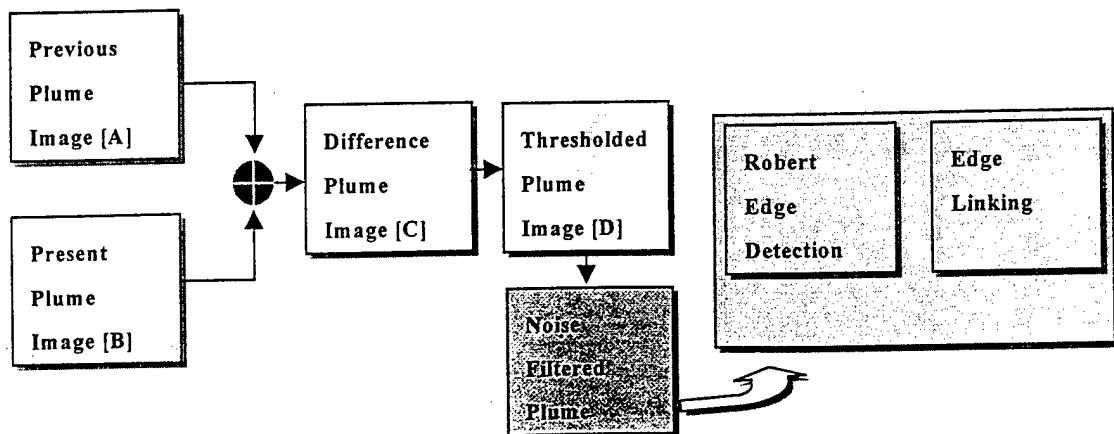 Previous
Plume
Image [A]
Present
Plume
Image [B]
Difference
Plume
Image [C]
Thresholded
Plume
Image [D]
Noise
Filtered
Plume
Robert
Edge
Detection
Edge
Linking